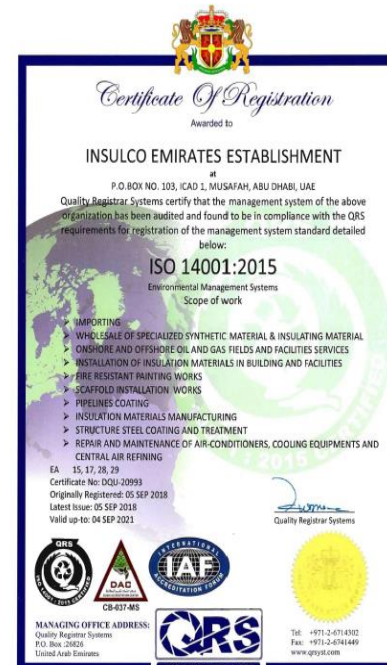 Certificate Of Registration
Awarded to
INSULCO EMIRATES ESTABLISHMENT
at
P.O.BOX NO. 103, ICAD 1, MUSAFAH, ABU DHABI, UAE
Quality Registrar Systems certify that the management system of the above
organization has been audited and found to be in compliance with the QRS
requirements for registration of the management system standard detailed
below:
ISO 14001:2015
Environmental Management Systems
Scope of work
➤ IMPORTING
➤ WHOLESALE OF SPECIALIZED SYNTHETIC MATERIAL & INSULATING MATERIAL
➤ ONSHORE AND OFFSHORE OIL AND GAS FIELDS AND FACILITIES SERVICES
➤ INSTALLATION OF INSULATION MATERIALS IN BUILDING AND FACILITIES
➤ FIRE RESISTANT PAINTING WORKS
➤ SCAFFOLD INSTALLATION WORKS
➤ PIPELINES COATING
➤ INSULATION MATERIALS MANUFACTURING
➤ STRUCTURE STEEL COATING AND TREATMENT
➤ REPAIR AND MAINTENANCE OF AIR-CONDITIONERS, COOLING EQUIPMENTS AND
CENTRAL AIR REFINING
EA 15, 17, 28, 29
Certificate No: DQU-20993
Originally Registered: 05 SEP 2018
Latest Issue: 05 SEP 2018
Valid up-to: 04 SEP 2021
Quality Registrar Systems
QRS
ISO 14001 : 2015 CERTIFIED
DAC
CB-037-MS
INTERNATIONAL
IAF
ACCREDITATION FORUM
MANAGING OFFICE ADDRESS:
Quality Registrar Systems
P.O. Box :26826
United Arab Emirates
QRS
Tel: +971-2-6714302
Fax: +971-2-6741449
www.qrsyst.com